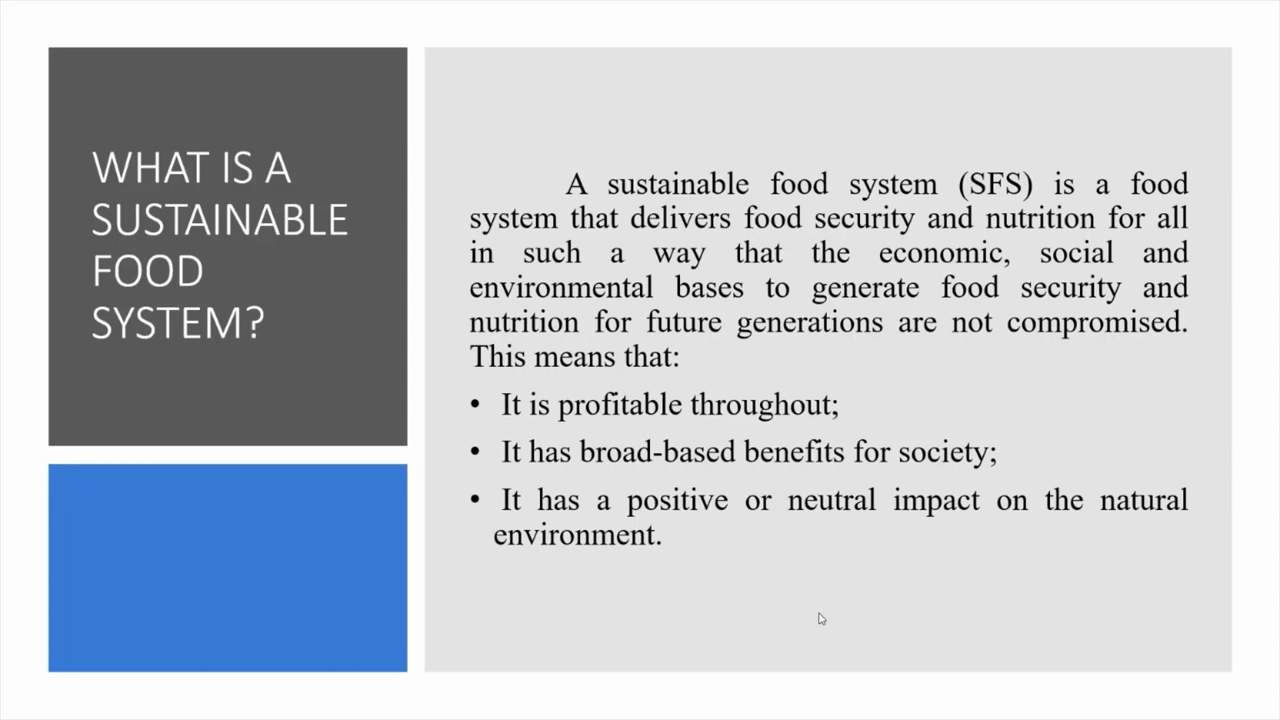 WHAT IS A
SUSTAINABLE
FOOD
SYSTEM?
A sustainable food system (SFS) is a food
system that delivers food security and nutrition for all
in such a way that the economic, social and
environmental bases to generate food security and
nutrition for future generations are not compromised.
This means that:
• It is profitable throughout;
• It has broad-based benefits for society;
• It has a positive or neutral impact on the natural
environment.